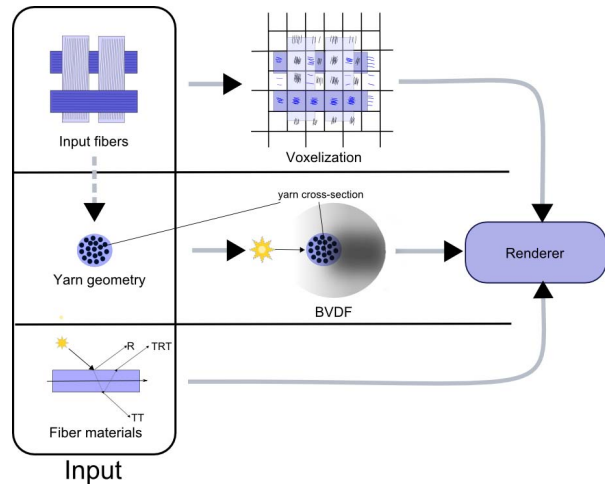 Input fibers
Voxelization
yarn cross-section
Yarn geometry
BVDF
Renderer
R
TRT
TT
Fiber materials
Input